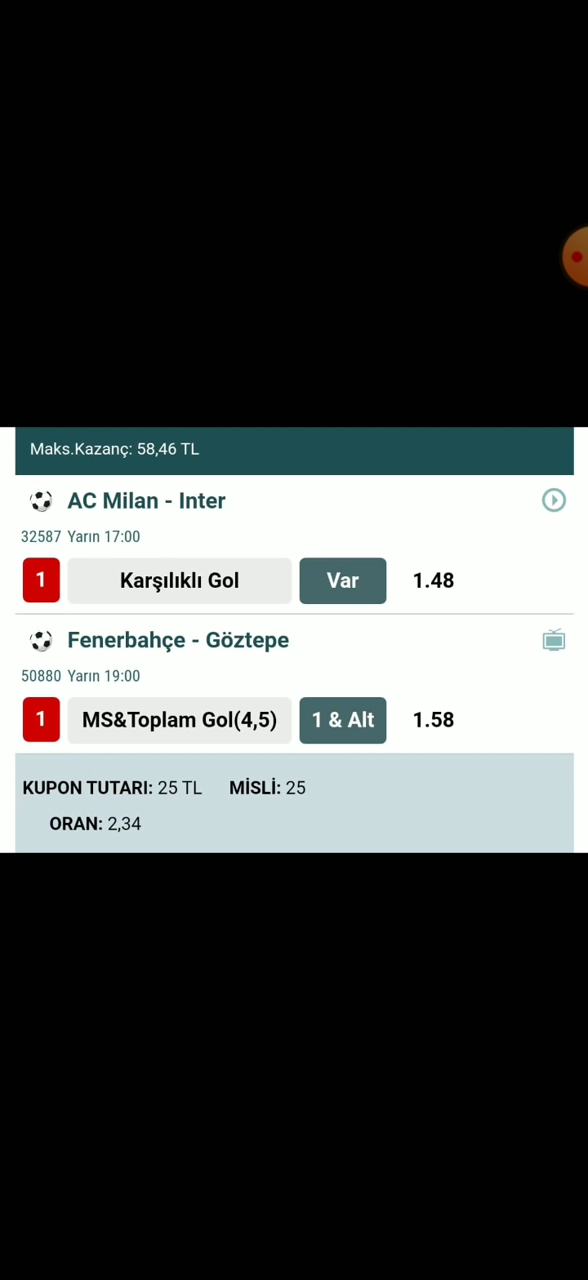 Maks.Kazanç: 58,46 TL
AC Milan - Inter
32587 Yarın 17:00
1 Karşılıklı Gol Var 1.48
Fenerbahçe - Göztepe
50880 Yarın 19:00
1 MS&Toplam Gol(4,5) 1 & Alt 1.58
KUPON TUTARI: 25 TL MİSLİ: 25
ORAN: 2,34